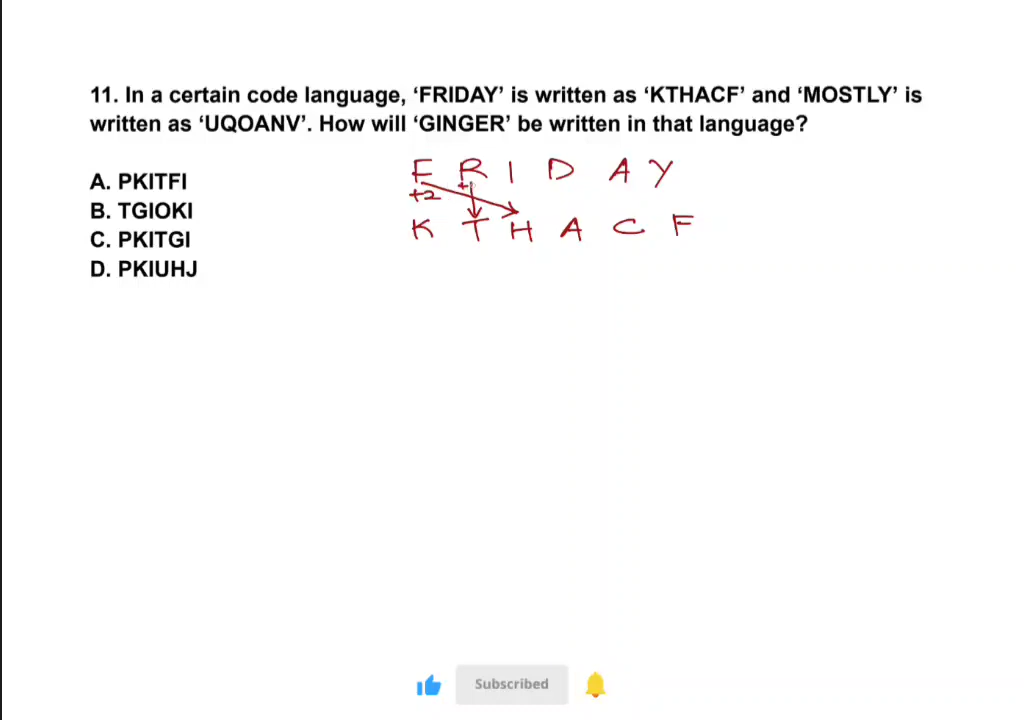 11. In a certain code language, ‘FRIDAY’ is written as ‘KTHACF’ and ‘MOSTLY’ is
written as ‘UQOANV’. How will ‘GINGER’ be written in that language?
A. PKITFI
B. TGIOKI
C. PKITGI
D. PKIUHJ
F R I D A Y
+2
K T H A C F
Subscribed